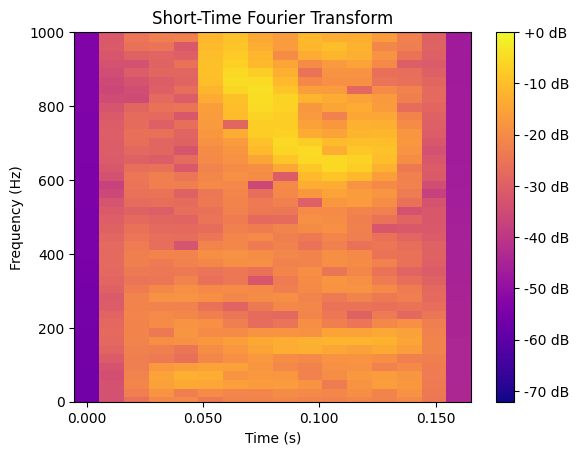 Short-Time Fourier Transform
1000
800
600
400
200
0
Frequency (Hz)
0.000
0.050
0.100
0.150
Time (s)
+0 dB
-10 dB
-20 dB
-30 dB
-40 dB
-50 dB
-60 dB
-70 dB